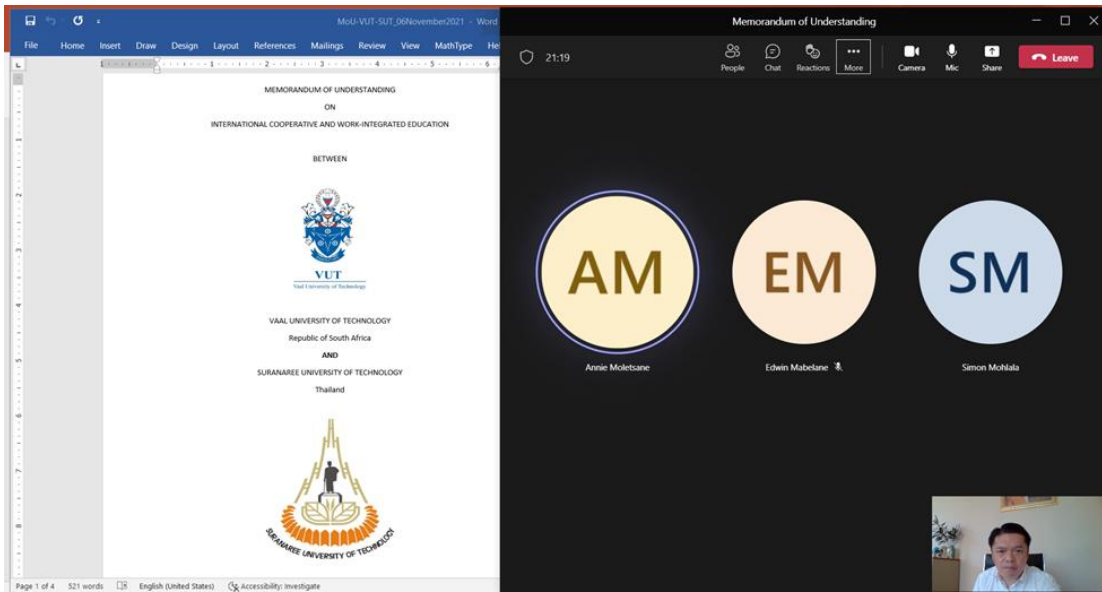 MoU-VUT-SUT_06November2021 - Word
File Home Insert Draw Design Layout References Mailings Review View MathType
MEMORANDUM OF UNDERSTANDING
ON
INTERNATIONAL COOPERATIVE AND WORK-INTEGRATED EDUCATION
BETWEEN
VUT
Vaal University of Technology
VAAL UNIVERSITY OF TECHNOLOGY
Republic of South Africa
AND
SURANAREE UNIVERSITY OF TECHNOLOGY
Thailand
SURANAREE UNIVERSITY OF TECHNOLOGY
Page 1 of 4 521 words English (United States) Accessibility: Investigate
Memorandum of Understanding
21:19
People Chat Reactions More Camera Mic Share Leave
AM EM SM
Annie Moletsane Edwin Mabelane Simon Mohlala